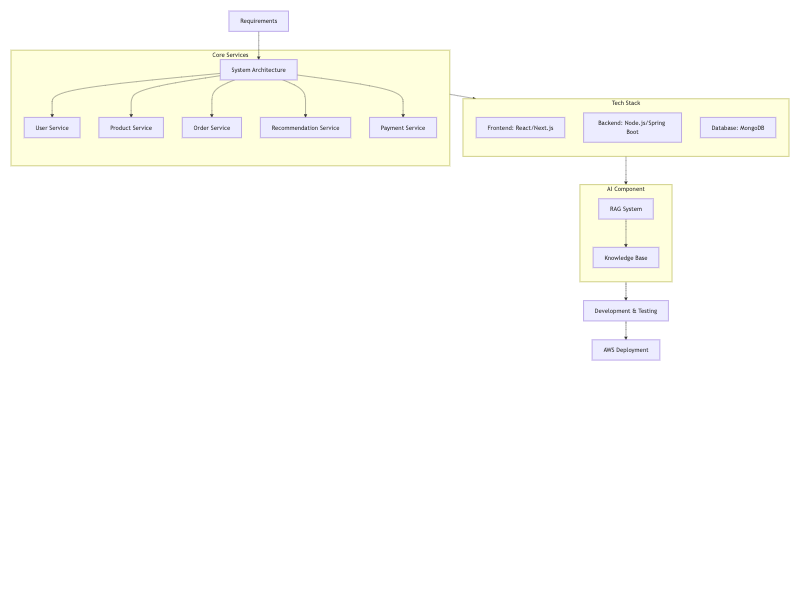 Requirements
Core Services
System Architecture
User Service
Product Service
Order Service
Recommendation Service
Payment Service
Tech Stack
Frontend: React/Next.js
Backend: Node.js/Spring
Boot
Database: MongoDB
AI Component
RAG System
Knowledge Base
Development & Testing
AWS Deployment